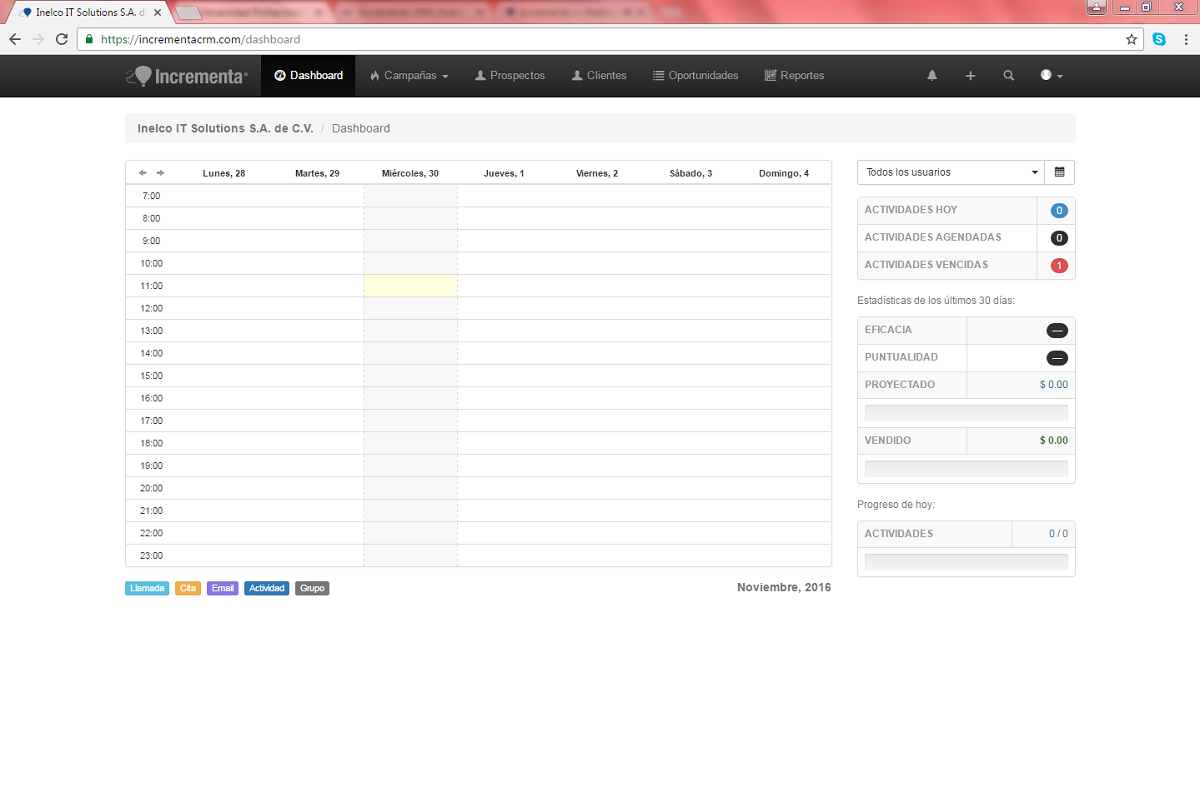 Inelco IT Solutions S.A. d
https://incrementacrm.com/dashboard
Incrementa
Dashboard
Campañas
Prospectos
Clientes
Oportunidades
Reportes
Inelco IT Solutions S.A. de C.V. / Dashboard
Lunes, 28 Martes, 29 Miércoles, 30 Jueves, 1 Viernes, 2 Sábado, 3 Domingo, 4
7:00
8:00
9:00
10:00
11:00
12:00
13:00
14:00
15:00
16:00
17:00
18:00
19:00
20:00
21:00
22:00
23:00
Llamada Cita Email Actividad Grupo
Noviembre, 2016
Todos los usuarios
ACTIVIDADES HOY 0
ACTIVIDADES AGENDADAS 0
ACTIVIDADES VENCIDAS 1
Estadísticas de los últimos 30 días:
EFICACIA —
PUNTUALIDAD —
PROYECTADO $ 0.00
VENDIDO $ 0.00
Progreso de hoy:
ACTIVIDADES 0 / 0